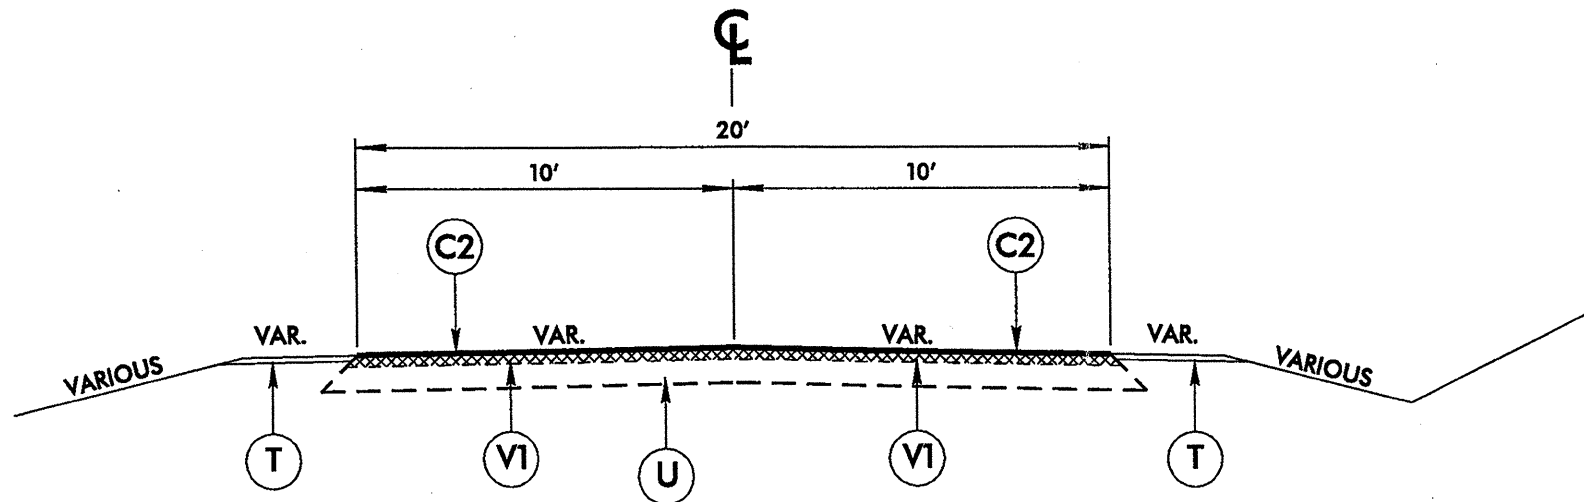 ℄
20'
10' 10'
C2 C2
VAR. VAR. VAR. VAR.
VARIOUS VARIOUS
T V1 U V1 T